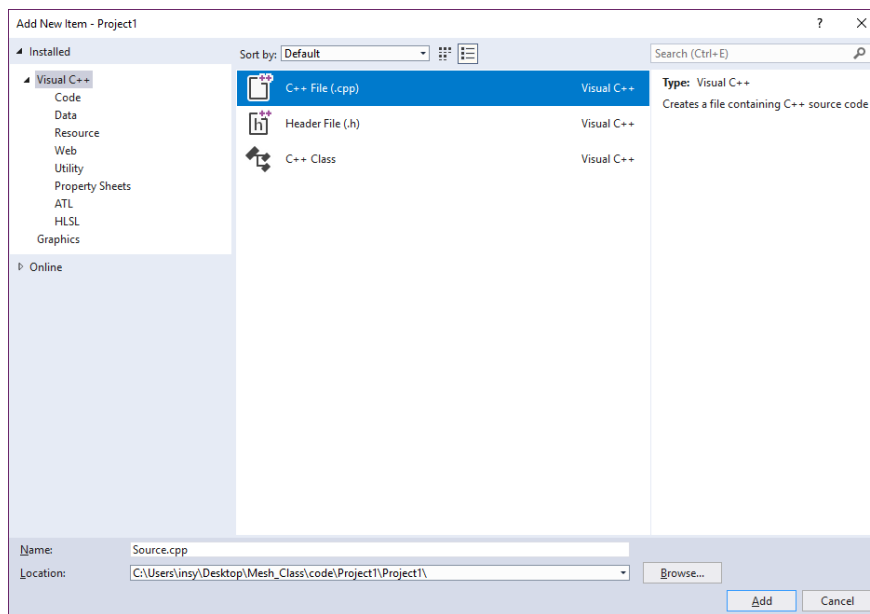 Add New Item - Project1
Installed
Sort by: Default
Search (Ctrl+E)
Visual C++
Code
Data
Resource
Web
Utility
Property Sheets
ATL
HLSL
Graphics
Online
C++ File (.cpp) Visual C++
Header File (.h) Visual C++
C++ Class Visual C++
Type: Visual C++
Creates a file containing C++ source code
Name: Source.cpp
Location: C:\Users\insy\Desktop\Mesh_Class\code\Project1\Project1\
Browse...
Add Cancel